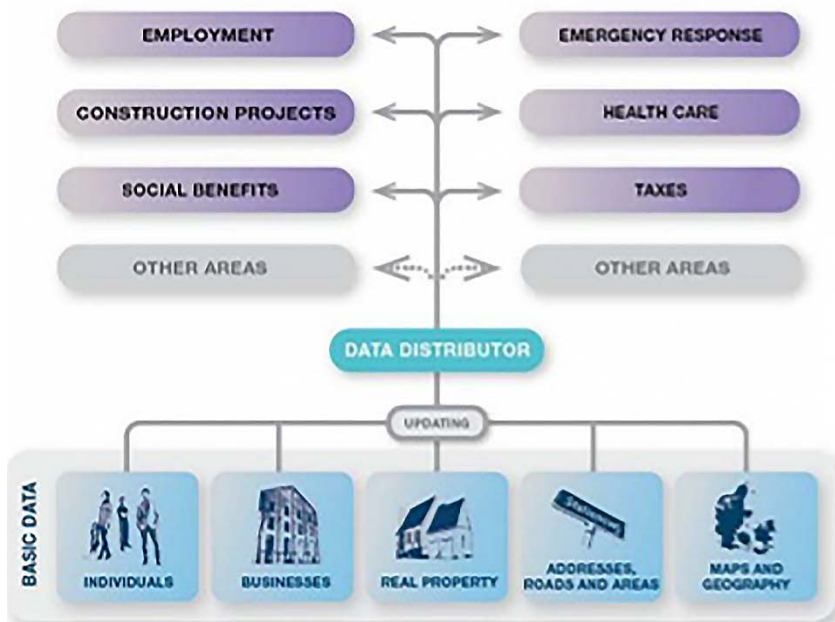 EMPLOYMENT
EMERGENCY RESPONSE
CONSTRUCTION PROJECTS
HEALTH CARE
SOCIAL BENEFITS
TAXES
OTHER AREAS
OTHER AREAS
DATA DISTRIBUTOR
UPDATING
BASIC DATA
INDIVIDUALS
BUSINESSES
REAL PROPERTY
ADDRESSES,
ROADS AND AREAS
MAPS AND
GEOGRAPHY